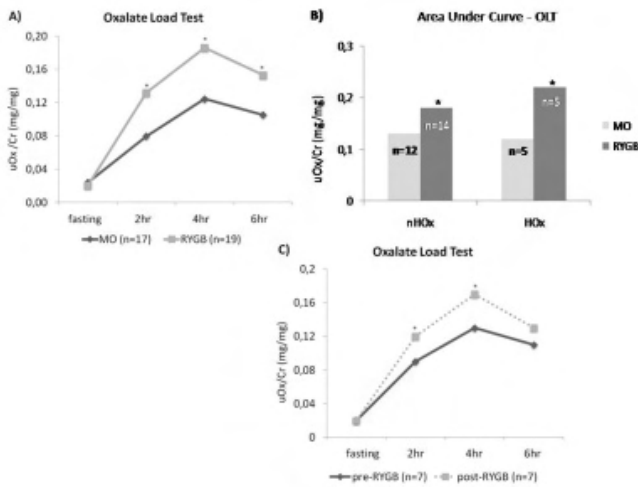 A)
Oxalate Load Test
uOx/Cr (mg/mg)
0,20
0,16
0,12
0,08
0,04
0,00
* * *
fasting 2hr 4hr 6hr
MO (n=17) RYGB (n=19)
B)
Area Under Curve - OLT
uOx/Cr (mg/mg)
0,3
0,2
0,1
0
* *
n=12 n=14 n=5 n=5
nHOx HOx
MO
RYGB
C)
Oxalate Load Test
uOx/Cr (mg/mg)
0,2
0,16
0,12
0,08
0,04
0
* *
fasting 2hr 4hr 6hr
pre-RYGB (n=7) post-RYGB (n=7)